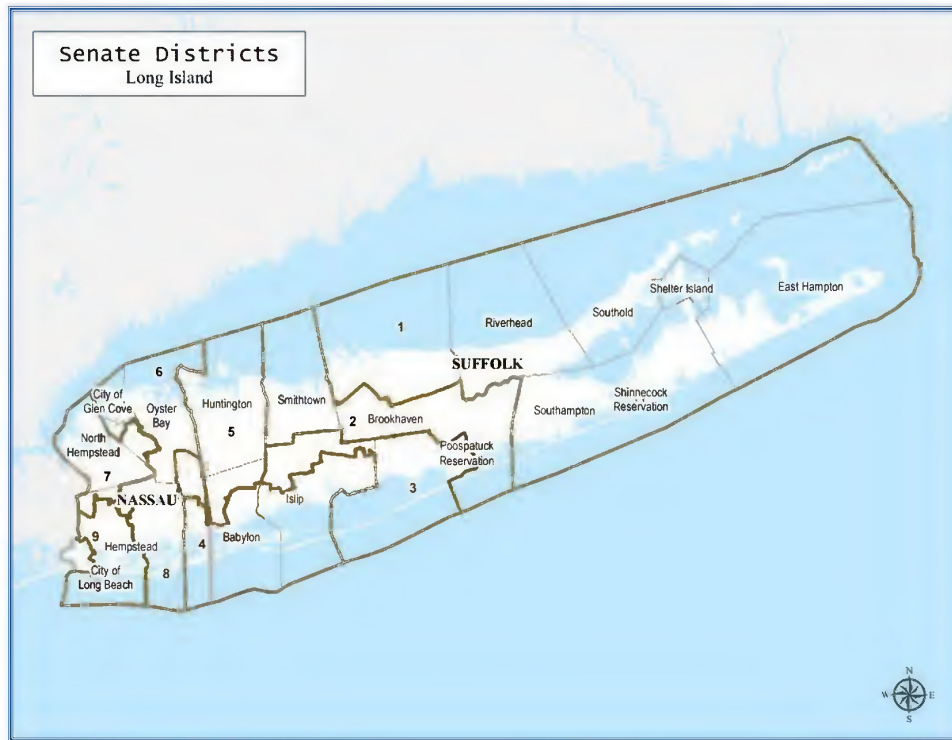 Senate Districts
Long Island
1
Riverhead
Southold
Shelter Island
East Hampton
SUFFOLK
6
City of
Glen Cove
Oyster
Bay
Huntington
5
Smithtown
2
Brookhaven
Southampton
Shinnecock
Reservation
North
Hempstead
7
Poospatuck
Reservation
3
NASSAU
Islip
9
Hempstead
4
Babylon
City of
Long Beach
8
N
W
E
S